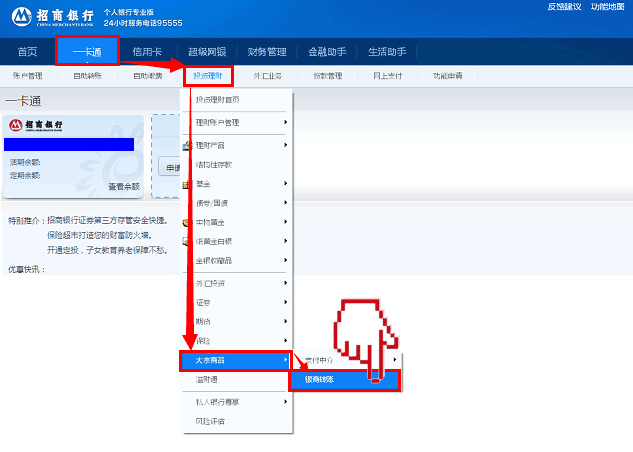 反馈建议 功能地图
招商银行 个人银行专业版
CHINA MERCHANTS BANK 24小时服务电话95555
首页 一卡通 信用卡 超级网银 财务管理 金融助手 生活助手
账户管理 自助转账 自助缴费 投资理财 外汇业务 贷款管理 网上支付 功能申请
一卡通
招商银行
CHINA MERCHANTS BANK
活期余额:
定期余额:
查看余额
申请
特别推介：招商银行证券第三方存管安全快捷。
保险超市打造您的财富防火墙。
开通定投，子女教育养老保障不愁。
优惠快讯：
投资理财首页
理财账户管理
理财产品
结构性存款
基金
债券/国债
实物黄金
纸黄金白银
金银收藏品
外汇投资
证券
期货
保险
大宗商品
溢财通
私人银行尊享
风险评估
支付中介
银商转账